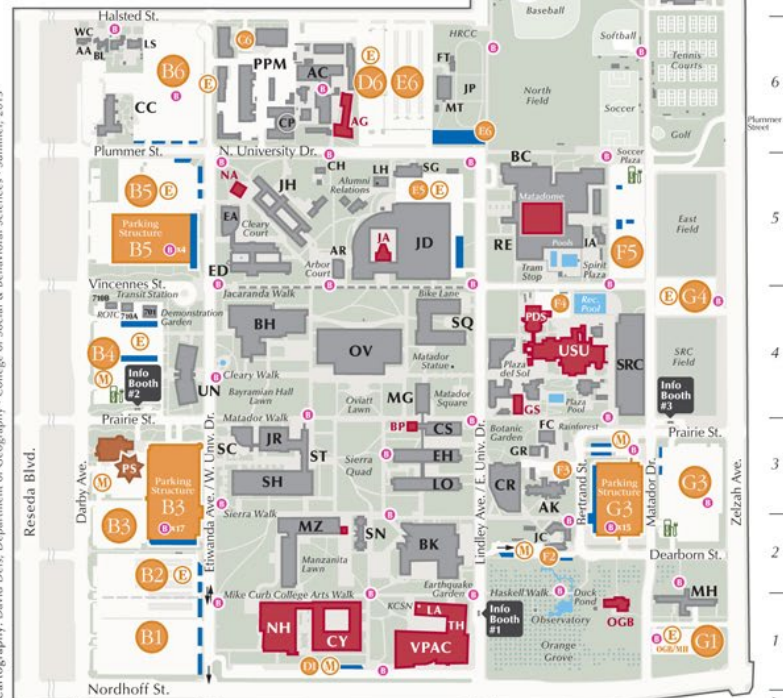 Halsted St.
WC
AA
BL
LS
B6
B
E
CC
C6
PPM
AC
CP
AG
E
D6
E6
HRCC
FT
JP
MT
E6
Baseball
Softball
North
Field
Soccer
Tennis
Courts
Golf
Plummer
Street
6
Plummer St.
N. University Dr.
B5
E
Parking
Structure
B5
B x4
NA
JH
CH
Alumni
Relations
LH
SG
E5
E
EA
Cleary
Court
JA
JD
AR
Arbor
Court
ED
BC
Matadome
RE
Pools
IA
Tram
Stop
Spirit
Plaza
Soccer
Plaza
F5
East
Field
5
Vincennes St.
Transit Station
710B
ROTC
710A
701
Demonstration
Garden
B4
E
M
Info
Booth
#2
UN
Jacaranda Walk
Bike Lane
BH
OV
SQ
Matador
Statue
Cleary Walk
Bayramian Hall
Lawn
Oviatt
Lawn
MG
Matador
Square
F4
Rec.
Pool
PDS
USU
SRC
Plaza
del Sol
GS
Plaza
Pool
E
G4
SRC
Field
Info
Booth
#3
4
Prairie St.
Matador Walk
BP
CS
Botanic
Garden
FC
Rainforest
Prairie St.
PS
M
Parking
Structure
B3
B x17
B3
SC
JR
ST
SH
Sierra
Quad
EH
LO
GR
CR
F3
AK
M
Parking
Structure
G3
B x15
G3
3
Reseda Blvd.
Darby Ave.
Etiwanda Ave. / W. Univ. Dr.
Lindley Ave. / E. Univ. Dr.
Bertrand St.
Matador Dr.
Zelzah Ave.
Sierra Walk
MZ
SN
BK
Manzanita
Lawn
JC
M
F2
Dearborn St.
2
B2
E
Mike Curb College Arts Walk
Earthquake
Garden
Haskell Walk
Duck
Pond
MH
B1
NH
CY
KCSN
LA
TH
VPAC
Info
Booth
#1
Observatory
OGB
Orange
Grove
E
OGB/MH
G1
1
D1
M
Nordhoff St.